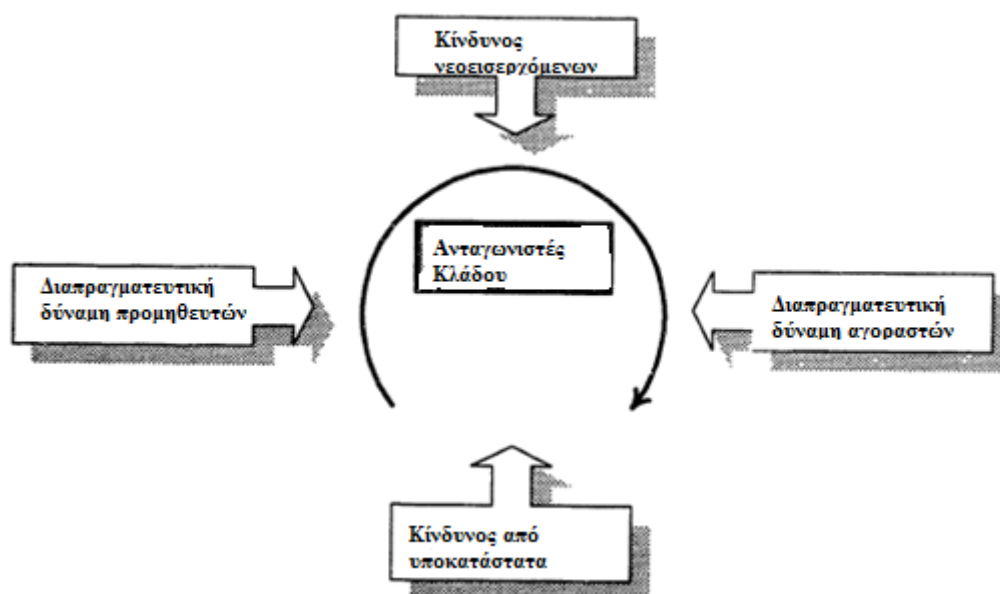 Κίνδυνος
νεοεισερχόμενων
Ανταγωνιστές
Κλάδου
Διαπραγματευτική
δύναμη προμηθευτών
Διαπραγματευτική
δύναμη αγοραστών
Κίνδυνος από
υποκατάστατα